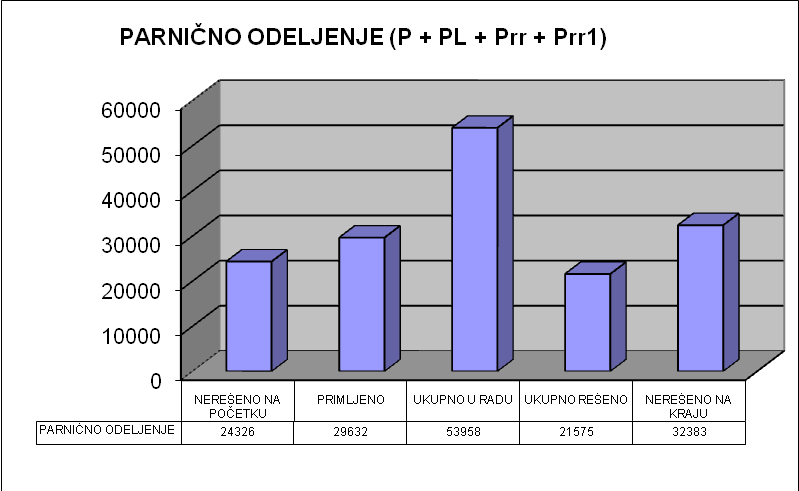 PARNIČNO ODELJENJE (P + PL + Prr + Prr1)
60000
50000
40000
30000
20000
10000
0
NEREŠENO NA
POČETKU
PRIMLJENO
UKUPNO U RADU
UKUPNO REŠENO
NEREŠENO NA
KRAJU
PARNIČNO ODELJENJE
24326
29632
53958
21575
32383